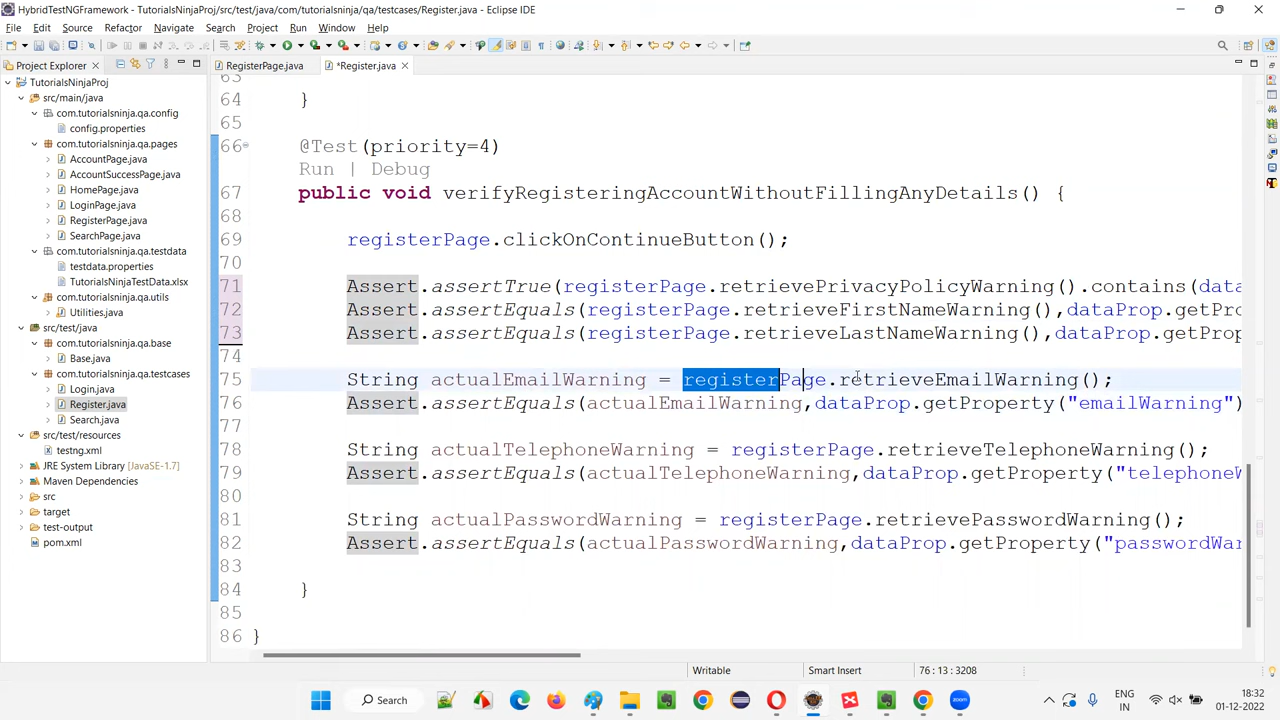 HybridTestNGFramework - TutorialsNinjaProj/src/test/java/com/tutorialsninja/qa/testcases/Register.java - Eclipse IDE
File Edit Source Refactor Navigate Search Project Run Window Help
Project Explorer
RegisterPage.java
*Register.java
TutorialsNinjaProj
src/main/java
com.tutorialsninja.qa.config
config.properties
com.tutorialsninja.qa.pages
AccountPage.java
AccountSuccessPage.java
HomePage.java
LoginPage.java
RegisterPage.java
SearchPage.java
com.tutorialsninja.qa.testdata
testdata.properties
TutorialsNinjaTestData.xlsx
com.tutorialsninja.qa.utils
Utilities.java
src/test/java
com.tutorialsninja.qa.base
Base.java
com.tutorialsninja.qa.testcases
Login.java
Register.java
Search.java
src/test/resources
testng.xml
JRE System Library [JavaSE-1.7]
Maven Dependencies
src
target
test-output
pom.xml
63
64 }
65
66 @Test(priority=4)
Run | Debug
67 public void verifyRegisteringAccountWithoutFillingAnyDetails() {
68
69 registerPage.clickOnContinueButton();
70
71 Assert.assertTrue(registerPage.retrievePrivacyPolicyWarning().contains(data
72 Assert.assertEquals(registerPage.retrieveFirstNameWarning(),dataProp.getPro
73 Assert.assertEquals(registerPage.retrieveLastNameWarning(),dataProp.getProp
74
75 String actualEmailWarning = registerPage.retrieveEmailWarning();
76 Assert.assertEquals(actualEmailWarning,dataProp.getProperty("emailWarning")
77
78 String actualTelephoneWarning = registerPage.retrieveTelephoneWarning();
79 Assert.assertEquals(actualTelephoneWarning,dataProp.getProperty("telephoneW
80
81 String actualPasswordWarning = registerPage.retrievePasswordWarning();
82 Assert.assertEquals(actualPasswordWarning,dataProp.getProperty("passwordWar
83
84 }
85
86 }
Writable
Smart Insert
76 : 13 : 3208
Search
ENG
IN
18:32
01-12-2022